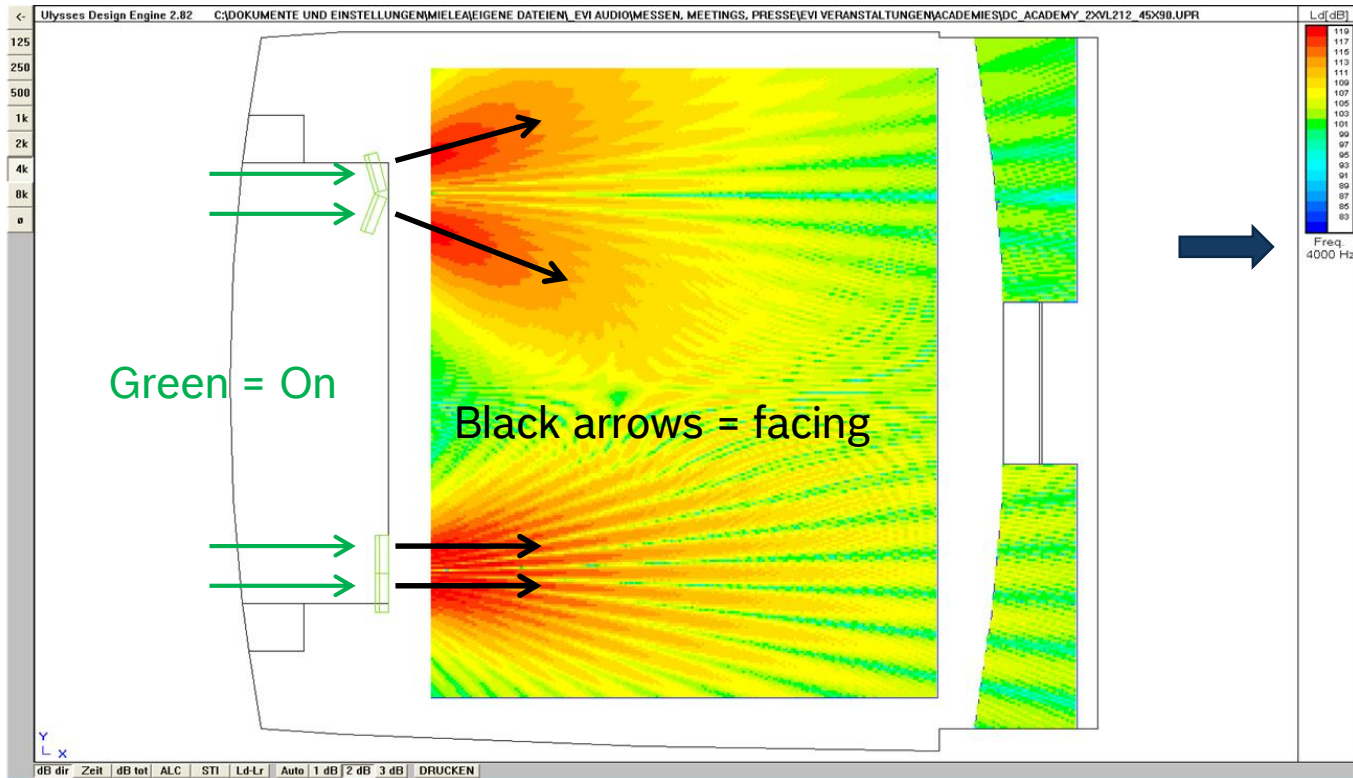 <-
Ulysses Design Engine 2.82 C:\DOKUMENTE UND EINSTELLUNGEN\MIELEA\EIGENE DATEIEN\_EVI AUDIO\MESSEN, MEETINGS, PRESSE\EVI VERANSTALTUNGEN\ACADEMIES\DC_ACADEMY_2XVL212_45X90.UPR
Ld[dB]
125
250
500
1k
2k
4k
8k
ø
119
117
115
113
111
109
107
105
103
101
99
97
95
93
91
89
87
85
83
Freq.
4000 Hz
Green = On
Black arrows = facing
Y
X
dB dir Zeit dB tot ALC STI Ld-Lr Auto 1 dB 2 dB 3 dB DRUCKEN